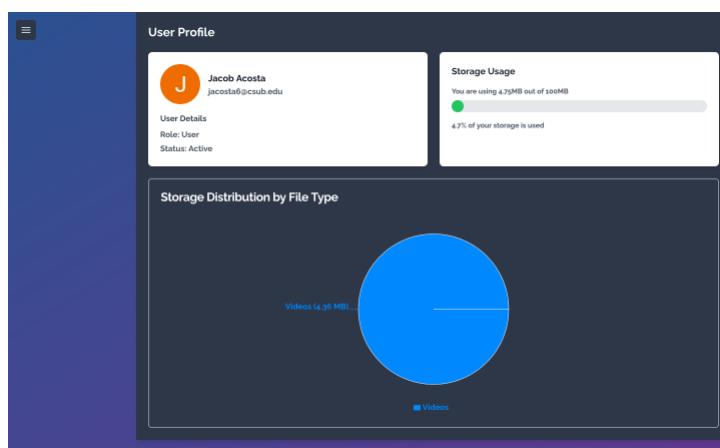 User Profile
J
Jacob Acosta
jacosta6@csub.edu
User Details
Role: User
Status: Active
Storage Usage
You are using 4.75MB out of 100MB
4.7% of your storage is used
Storage Distribution by File Type
Videos (4.36 MB)
Videos